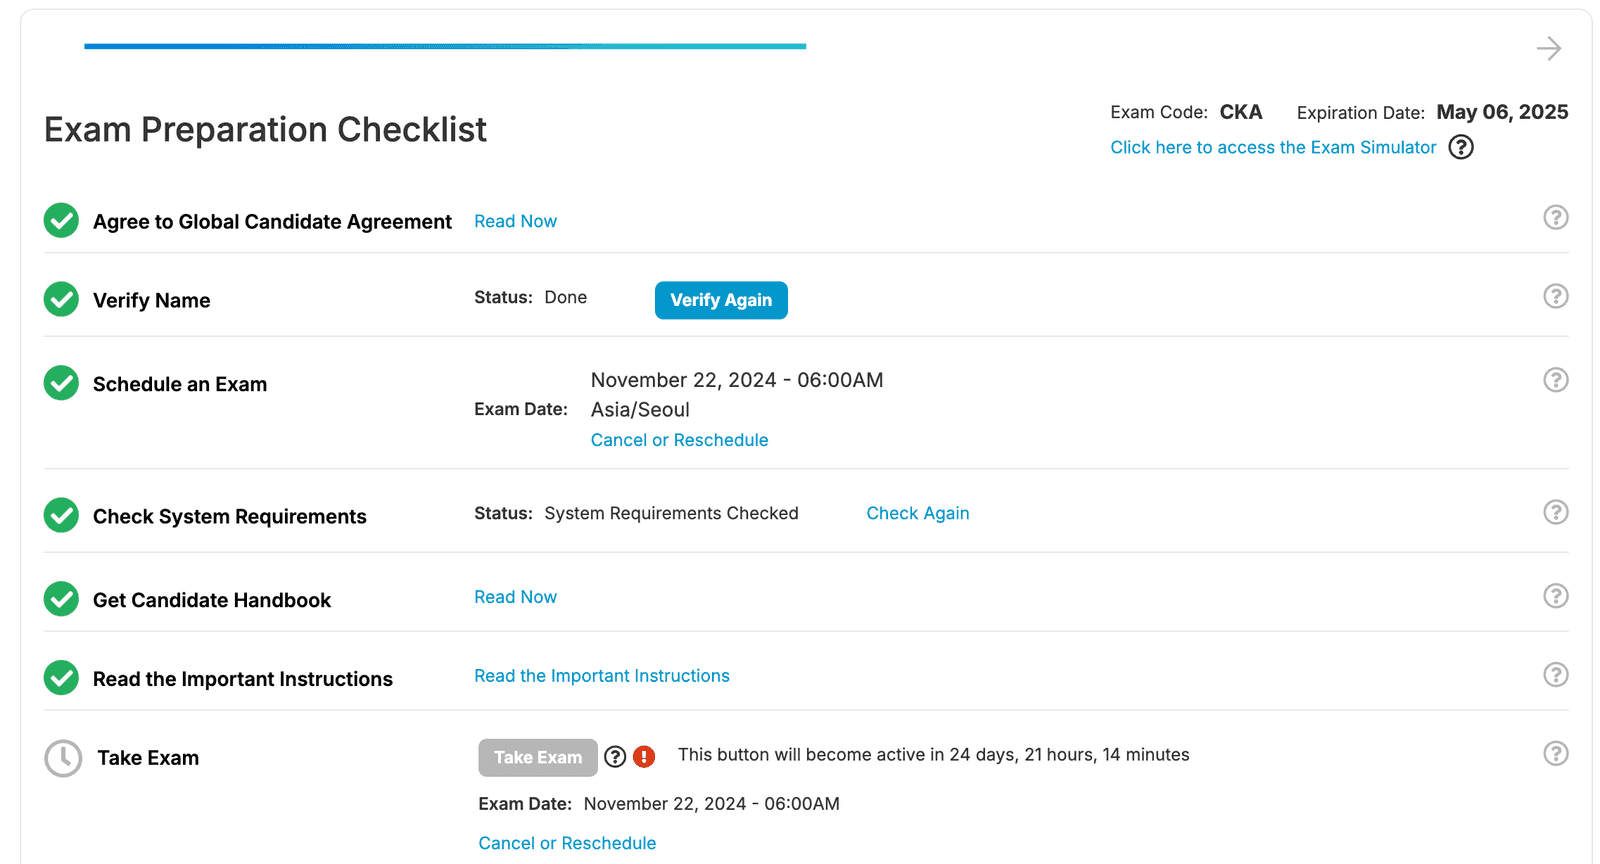 Exam Preparation Checklist
Exam Code: CKA Expiration Date: May 06, 2025
Click here to access the Exam Simulator ?
Agree to Global Candidate Agreement Read Now ?
Verify Name Status: Done Verify Again ?
Schedule an Exam Exam Date: November 22, 2024 - 06:00AM ?
Asia/Seoul
Cancel or Reschedule
Check System Requirements Status: System Requirements Checked Check Again ?
Get Candidate Handbook Read Now ?
Read the Important Instructions Read the Important Instructions ?
Take Exam Take Exam ? ! This button will become active in 24 days, 21 hours, 14 minutes ?
Exam Date: November 22, 2024 - 06:00AM
Cancel or Reschedule